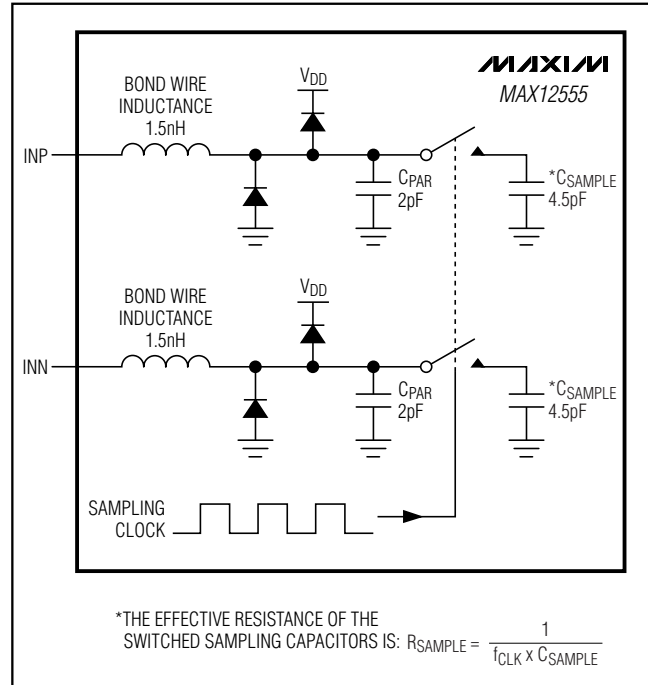 MAXIM
MAX12555
BOND WIRE
INDUCTANCE
1.5nH
VDD
INP
CPAR
2pF
*CSAMPLE
4.5pF
BOND WIRE
INDUCTANCE
1.5nH
VDD
INN
CPAR
2pF
*CSAMPLE
4.5pF
SAMPLING
CLOCK
*THE EFFECTIVE RESISTANCE OF THE
SWITCHED SAMPLING CAPACITORS IS: RSAMPLE = 1
fCLK x CSAMPLE